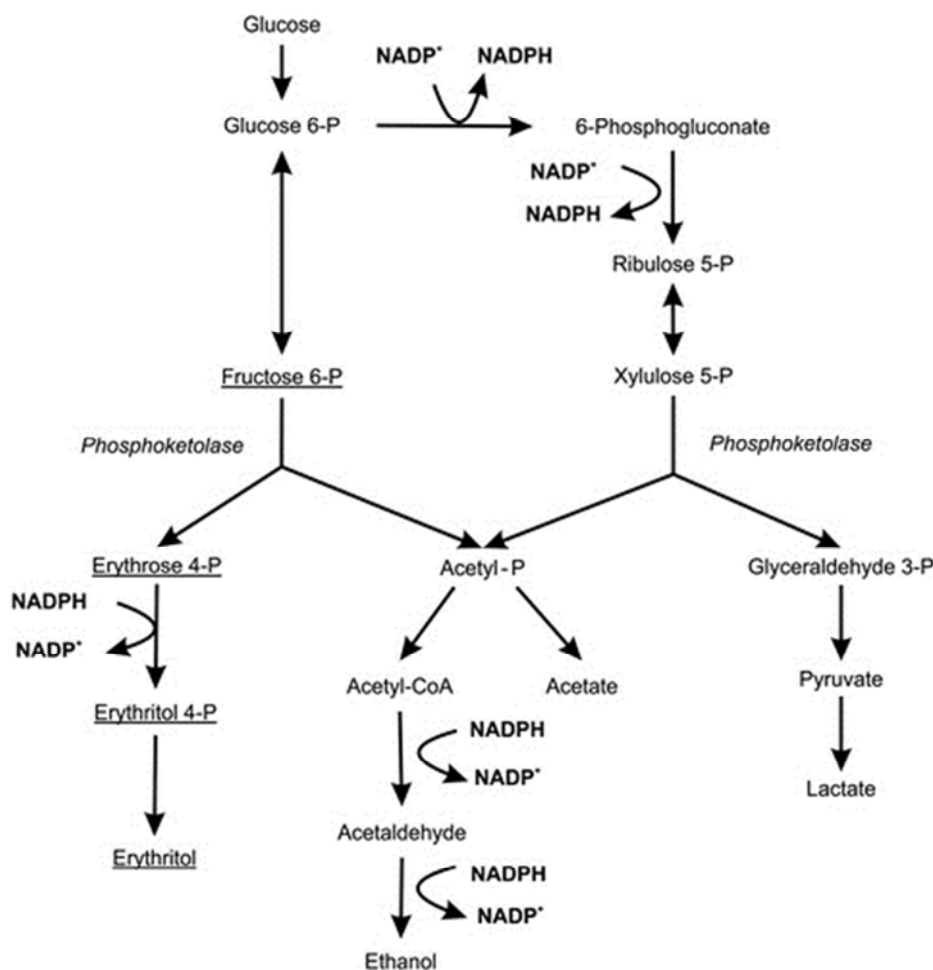 Glucose
NADP⁺ NADPH
Glucose 6-P 6-Phosphogluconate
NADP⁺
NADPH
Ribulose 5-P
Fructose 6-P Xylulose 5-P
Phosphoketolase Phosphoketolase
Erythrose 4-P Acetyl-P Glyceraldehyde 3-P
NADPH
NADP⁺
Acetyl-CoA Acetate Pyruvate
Erythritol 4-P
NADPH
NADP⁺
Lactate
Acetaldehyde
Erythritol
NADPH
NADP⁺
Ethanol